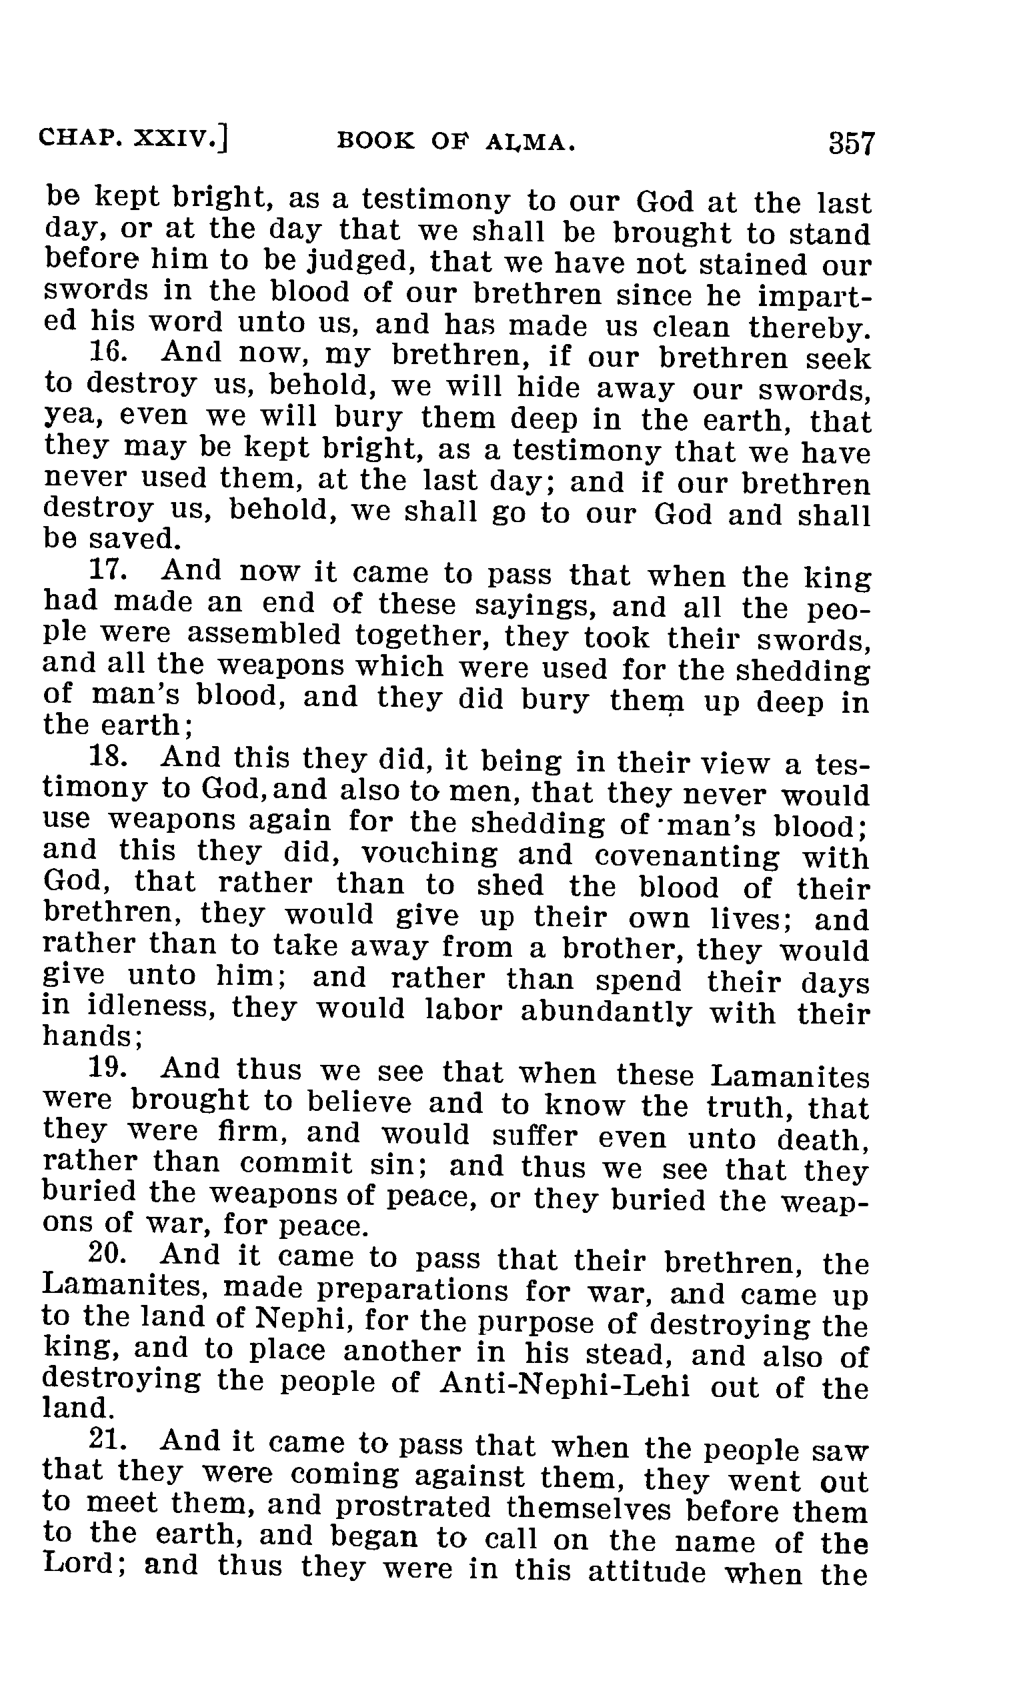 CHAP. XXIV.] BOOK OF ALMA. 357
be kept bright, as a testimony to our God at the last
day, or at the day that we shall be brought to stand
before him to be judged, that we have not stained our
swords in the blood of our brethren since he impart-
ed his word unto us, and has made us clean thereby.
16. And now, my brethren, if our brethren seek
to destroy us, behold, we will hide away our swords,
yea, even we will bury them deep in the earth, that
they may be kept bright, as a testimony that we have
never used them, at the last day; and if our brethren
destroy us, behold, we shall go to our God and shall
be saved.
17. And now it came to pass that when the king
had made an end of these sayings, and all the peo-
ple were assembled together, they took their swords,
and all the weapons which were used for the shedding
of man's blood, and they did bury them up deep in
the earth;
18. And this they did, it being in their view a tes-
timony to God, and also to men, that they never would
use weapons again for the shedding of man's blood;
and this they did, vouching and covenanting with
God, that rather than to shed the blood of their
brethren, they would give up their own lives; and
rather than to take away from a brother, they would
give unto him; and rather than spend their days
in idleness, they would labor abundantly with their
hands;
19. And thus we see that when these Lamanites
were brought to believe and to know the truth, that
they were firm, and would suffer even unto death,
rather than commit sin; and thus we see that they
buried the weapons of peace, or they buried the weap-
ons of war, for peace.
20. And it came to pass that their brethren, the
Lamanites, made preparations for war, and came up
to the land of Nephi, for the purpose of destroying the
king, and to place another in his stead, and also of
destroying the people of Anti-Nephi-Lehi out of the
land.
21. And it came to pass that when the people saw
that they were coming against them, they went out
to meet them, and prostrated themselves before them
to the earth, and began to call on the name of the
Lord; and thus they were in this attitude when the